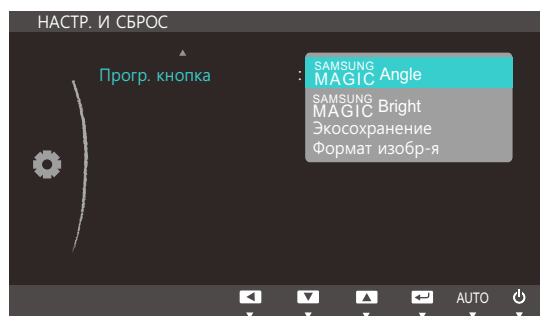 НАСТР. И СБРОС
Прогр. кнопка : SAMSUNG MAGIC Angle
SAMSUNG MAGIC Bright
Экосохранение
Формат изобр-я
AUTO